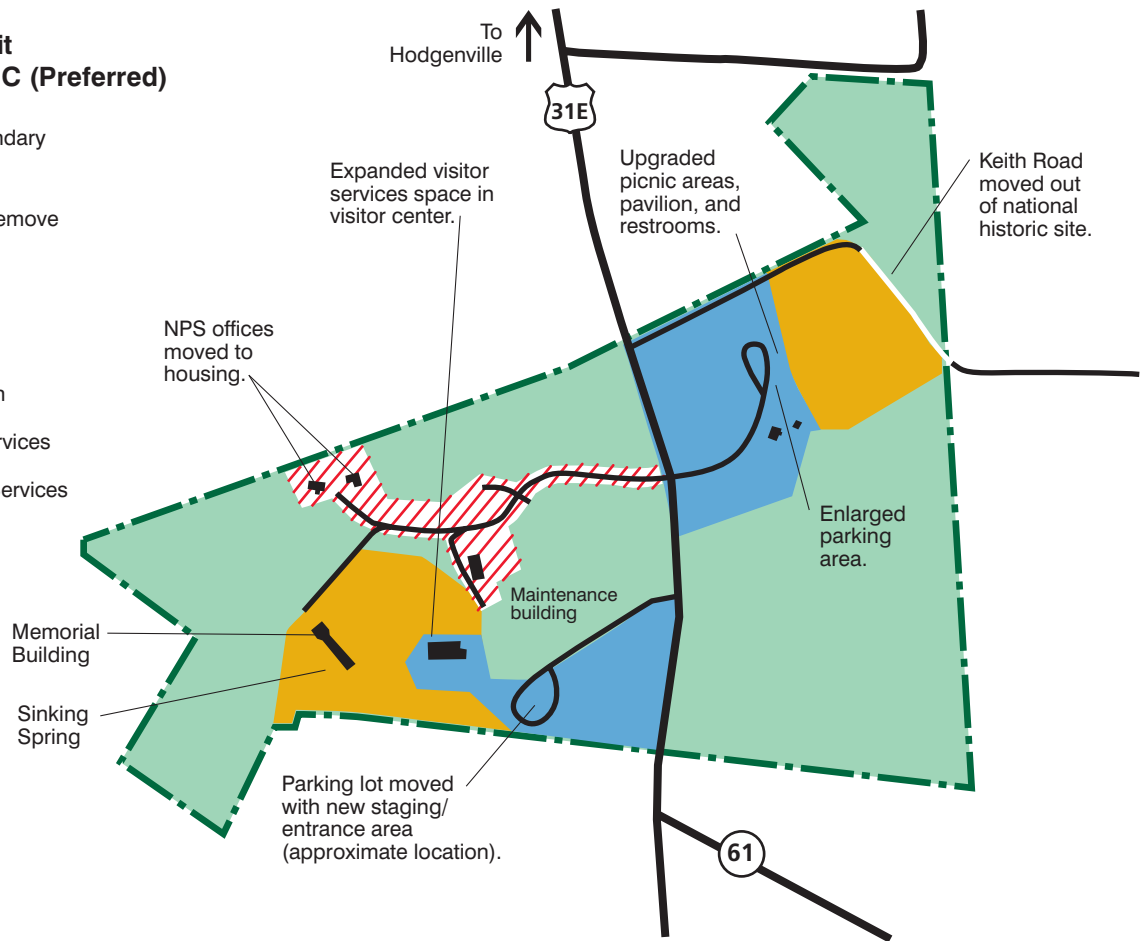 it
C (Preferred)
ndary
emove
n
rvices
ervices
To
Hodgenville
31E
Expanded visitor
services space in
visitor center.
Upgraded
picnic areas,
pavilion, and
restrooms.
Keith Road
moved out
of national
historic site.
NPS offices
moved to
housing.
Enlarged
parking
area.
Maintenance
building
Memorial
Building
Sinking
Spring
Parking lot moved
with new staging/
entrance area
(approximate location).
61